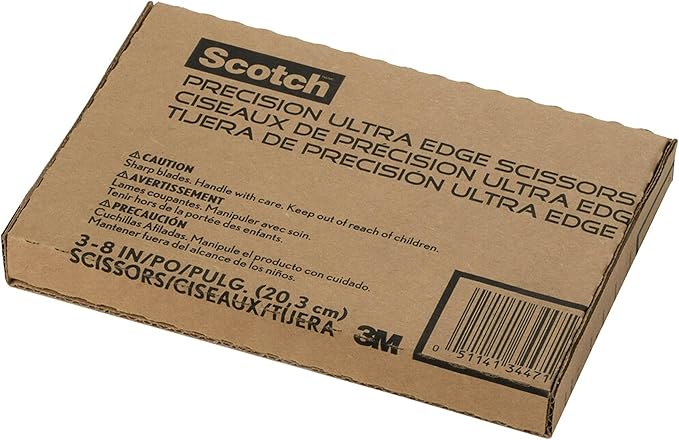 Scotch
PRECISION ULTRA EDGE SCISSORS
CISEAUX DE PRÉCISION ULTRA EDG
TIJERA DE PRECISIÓN ULTRA EDGE
⚠CAUTION
Sharp blades. Handle with care. Keep out of reach of children.
⚠AVERTISSEMENT
Lames coupantes. Manipuler avec soin.
Tenir hors de la portée des enfants.
⚠PRECAUCIÓN
Cuchillas Afiladas. Manipule el producto con cuidado.
Mantener fuera del alcance de los niños.
3-8 IN/PO/PULG. (20,3 cm)
SCISSORS/CISEAUX/TIJERA
3M
0 51141 34471